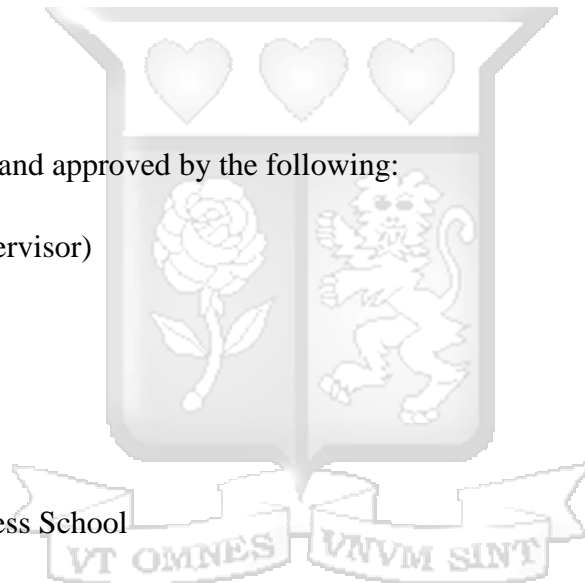 and approved by the following:
ervisor)
ess School
VT OMNES VNVM SINT